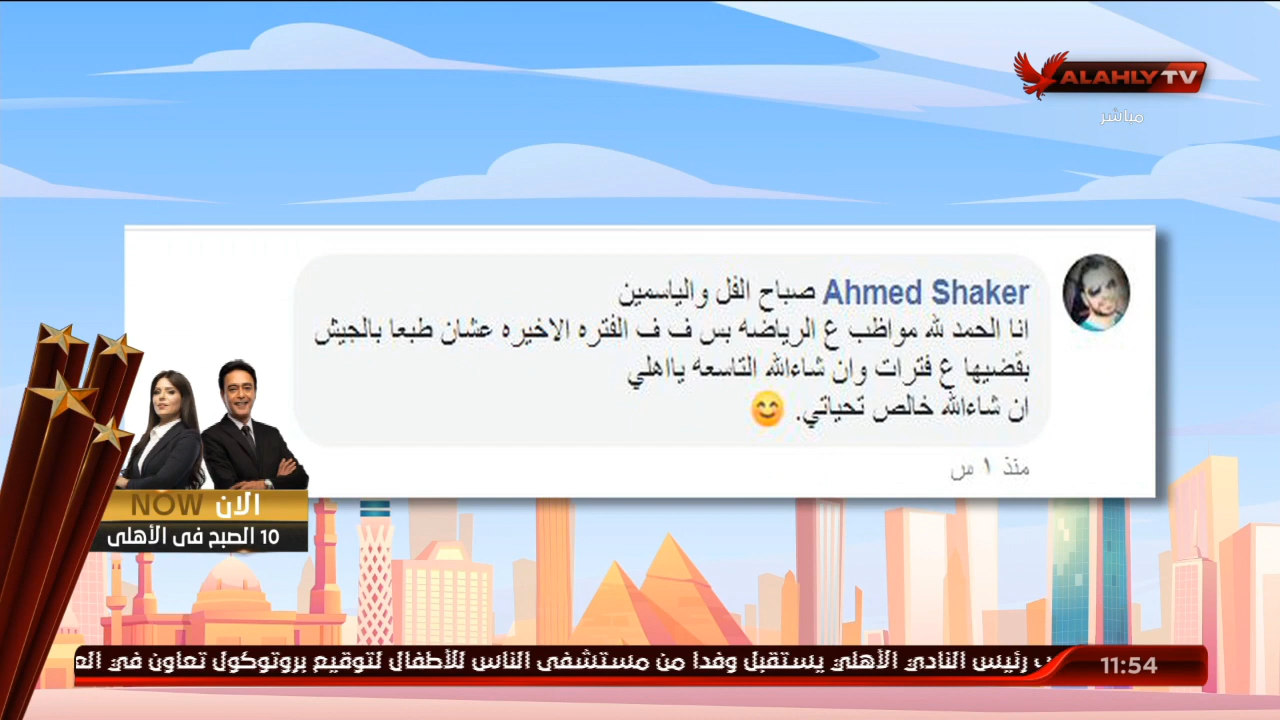 ALAHLY TV
مباشر
Ahmed Shaker صباح الفل والياسمين
انا الحمد لله مواظب ع الرياضه بس ف ف الفتره الاخيره عشان طبعا بالجيش
بقضيها ع فترات وان شاءالله التاسعه يااهلي
ان شاءالله خالص تحياتي. 😊
منذ ١ س
الآن NOW
10 الصبح فى الأهلى
رئيس النادي الأهلي يستقبل وفدا من مستشفى الناس للأطفال لتوقيع بروتوكول تعاون في
11:54